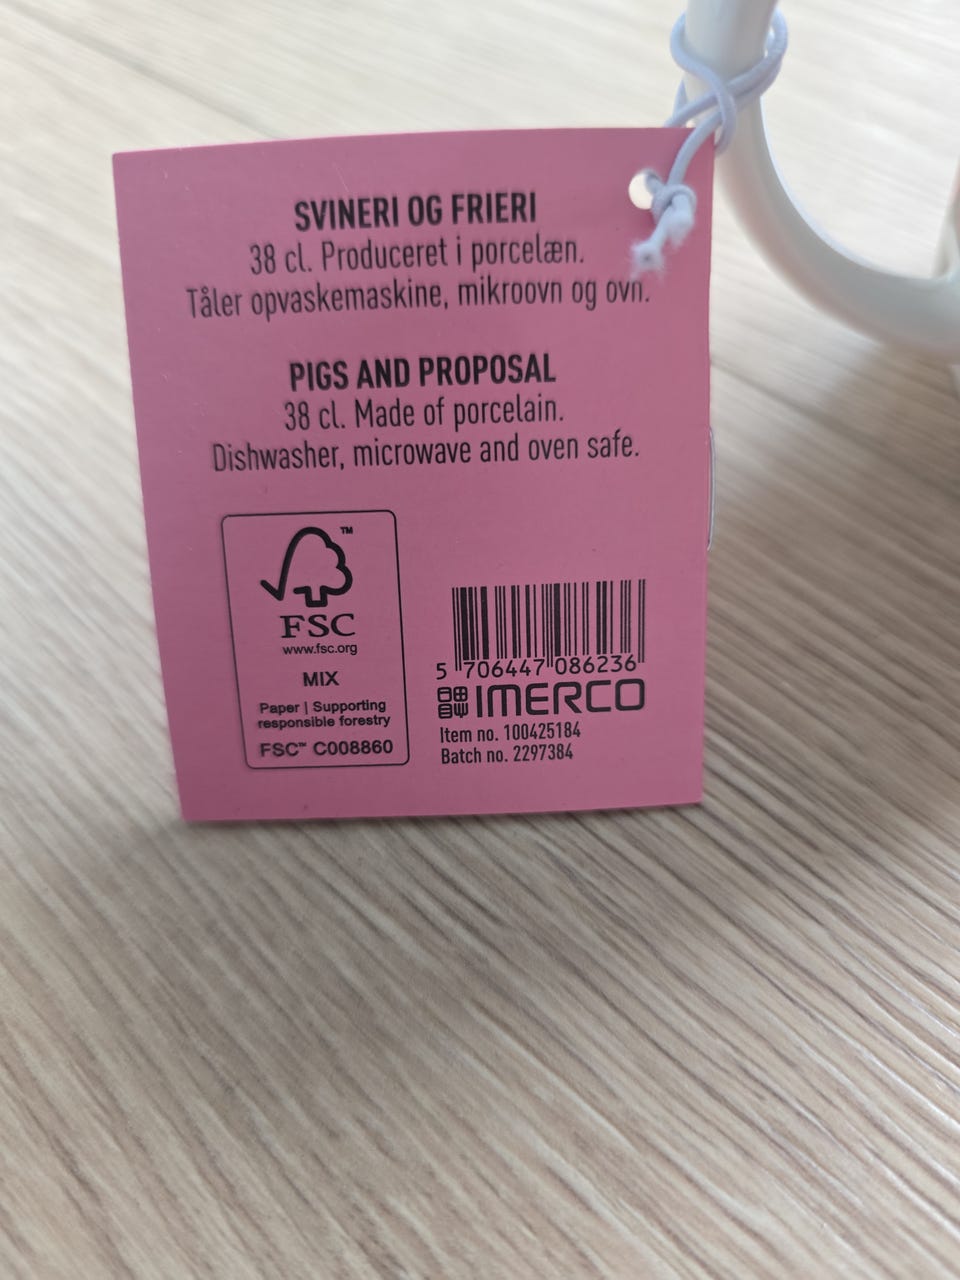 SVINERI OG FRIERI
38 cl. Produceret i porcelæn.
Tåler opvaskemaskine, mikroovn og ovn.
PIGS AND PROPOSAL
38 cl. Made of porcelain.
Dishwasher, microwave and oven safe.
TM
FSC
www.fsc.org
MIX
Paper | Supporting
responsible forestry
FSC™ C008860
5 706447 086236
IMERCO
Item no. 100425184
Batch no. 2297384